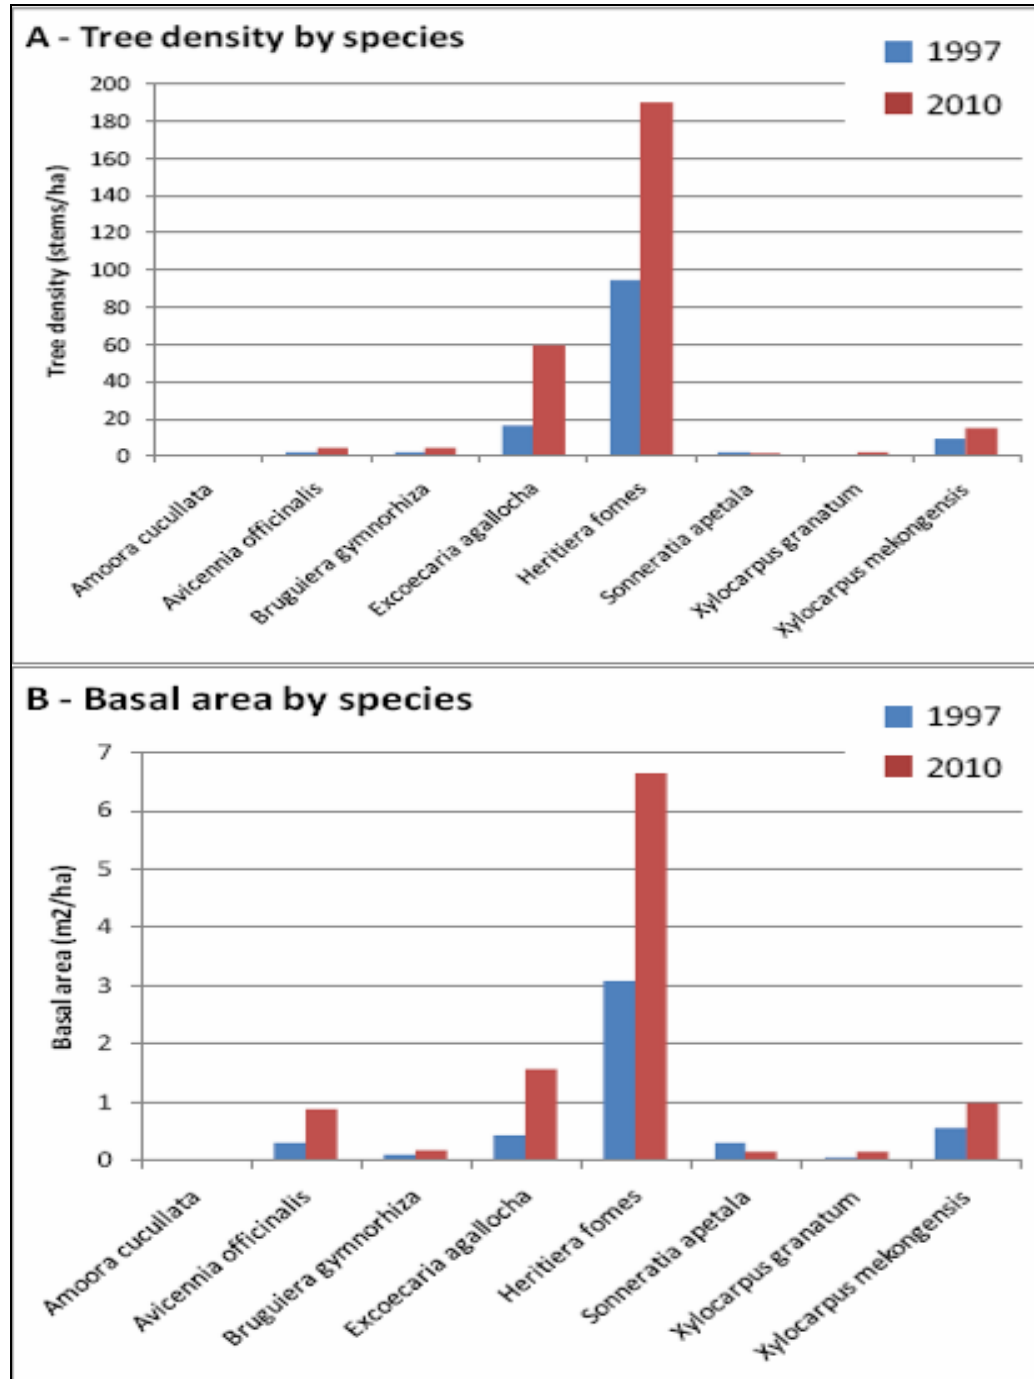 A - Tree density by species
1997
2010
Tree density (stems/ha)
200
180
160
140
120
100
80
60
40
20
0
Amoora cucullata
Avicennia officinalis
Bruguiera gymnorhiza
Excoecaria agallocha
Heritiera fomes
Sonneratia apetala
Xylocarpus granatum
Xylocarpus mekongensis
B - Basal area by species
1997
2010
Basal area (m2/ha)
7
6
5
4
3
2
1
0
Amoora cucullata
Avicennia officinalis
Bruguiera gymnorhiza
Excoecaria agallocha
Heritiera fomes
Sonneratia apetala
Xylocarpus granatum
Xylocarpus mekongensis